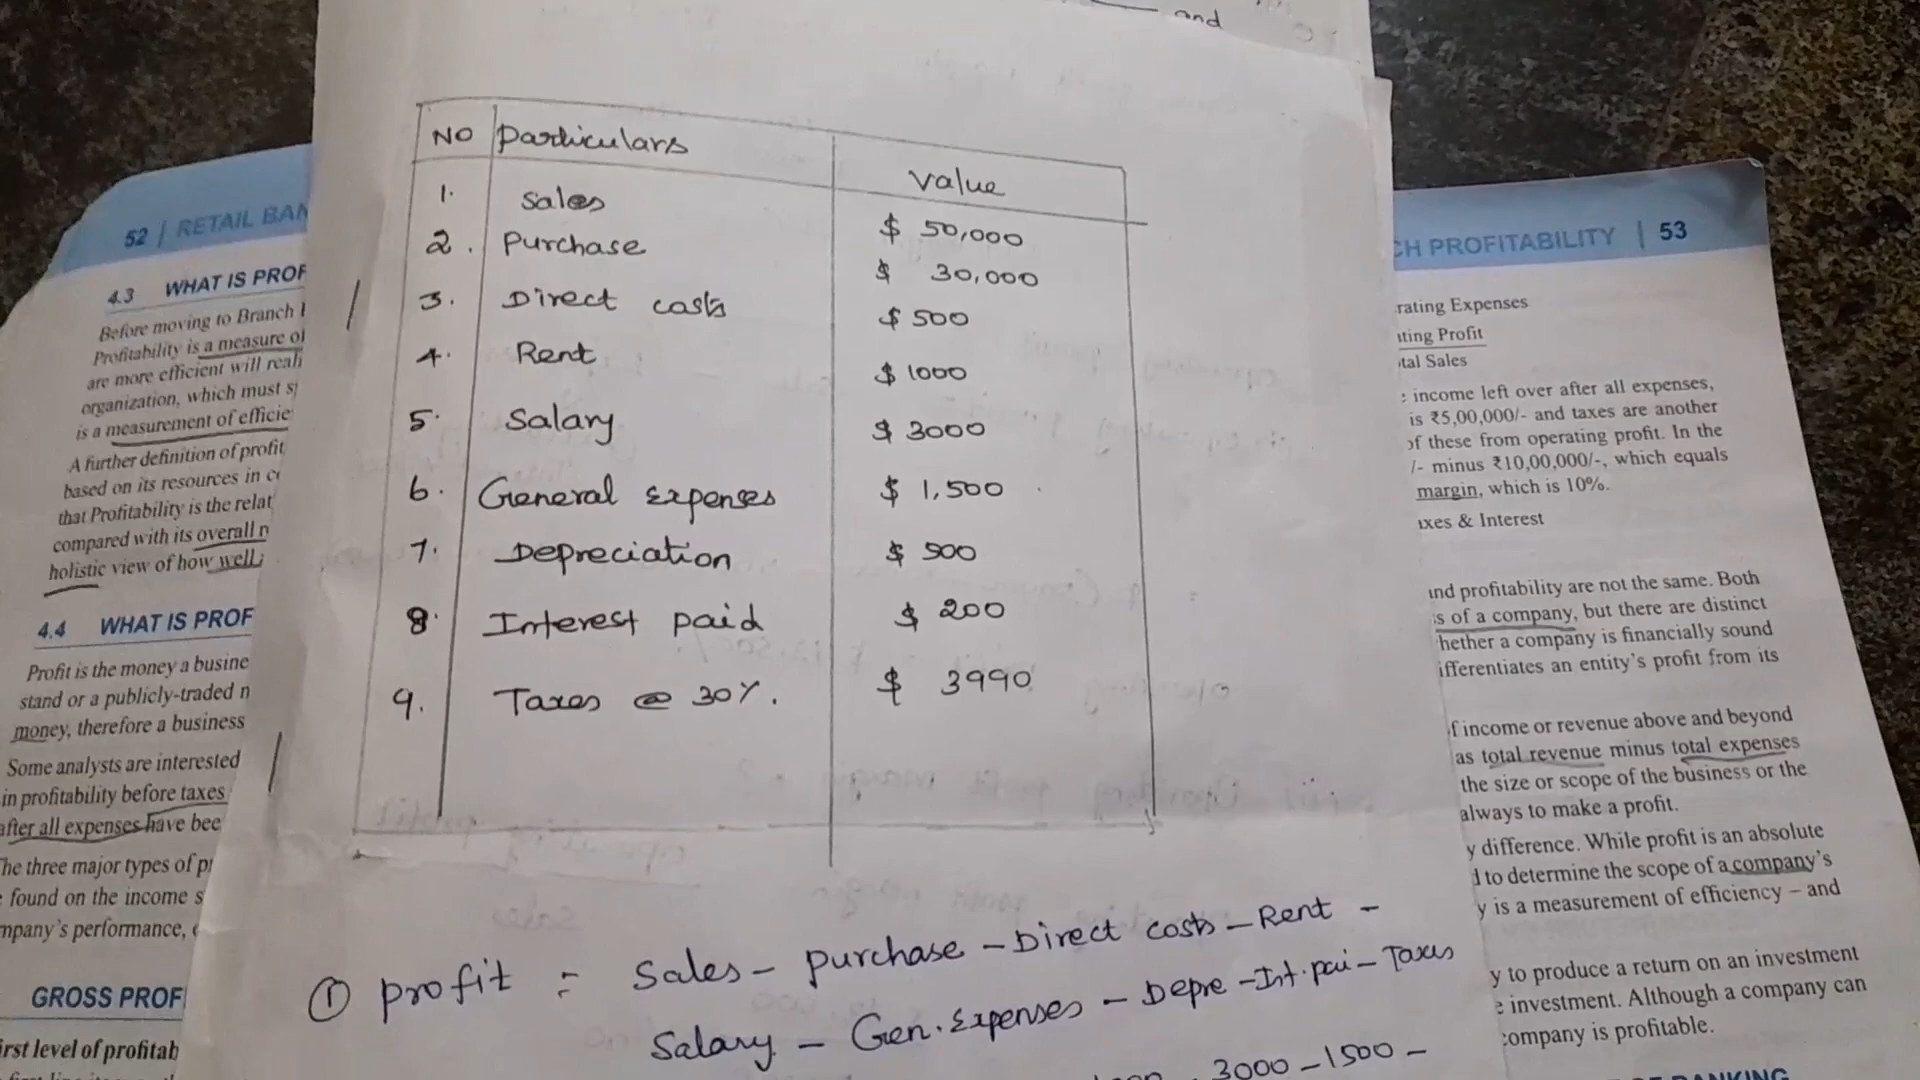 and
NO Particulars Value
1. Sales $ 50,000
2. Purchase $ 30,000
3. Direct costs $ 500
4. Rent $ 1000
5. Salary $ 3000
6. General Expenses $ 1,500
7. Depreciation $ 500
8. Interest paid $ 200
9. Taxes @ 30%. $ 3990
① profit = Sales - purchase - Direct costs - Rent -
Salary - Gen. Expenses - Depre - Int. pai - Taxes
3000 - 1500 -
52 | RETAIL BAN
4.3 WHAT IS PROF
Before moving to Branch
Profitability is a measure of
are more efficient will reali
organization, which must s
is a measurement of efficie
A further definition of profit
based on its resources in c
that Profitability is the relat
compared with its overall n
holistic view of how well
4.4 WHAT IS PROF
Profit is the money a busine
stand or a publicly-traded n
money, therefore a business
Some analysts are interested
in profitability before taxes
after all expenses have bee
The three major types of p
found on the income s
mpany's performance,
GROSS PROF
irst level of profitab
CH PROFITABILITY | 53
rating Expenses
ating Profit
tal Sales
income left over after all expenses,
is ₹5,00,000/- and taxes are another
of these from operating profit. In the
/- minus ₹10,00,000/-, which equals
margin, which is 10%.
axes & Interest
and profitability are not the same. Both
s of a company, but there are distinct
hether a company is financially sound
ifferentiates an entity's profit from its
f income or revenue above and beyond
as total revenue minus total expenses
the size or scope of the business or the
always to make a profit.
y difference. While profit is an absolute
d to determine the scope of a company's
y is a measurement of efficiency – and
y to produce a return on an investment
e investment. Although a company can
company is profitable.
BANKING